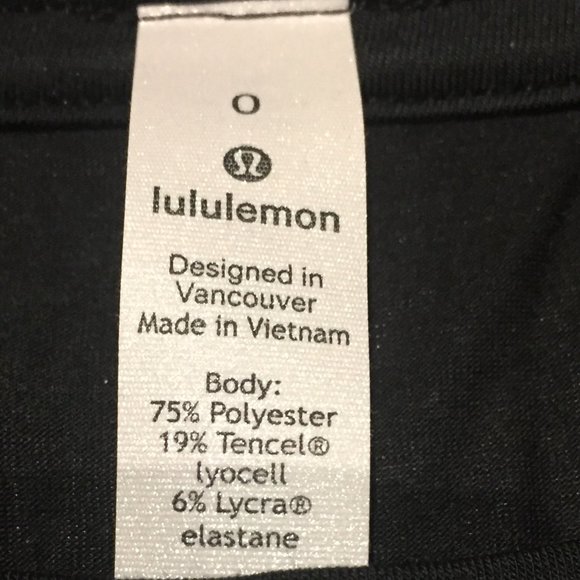 0
lululemon
Designed in
Vancouver
Made in Vietnam
Body:
75% Polyester
19% Tencel®
lyocell
6% Lycra®
elastane